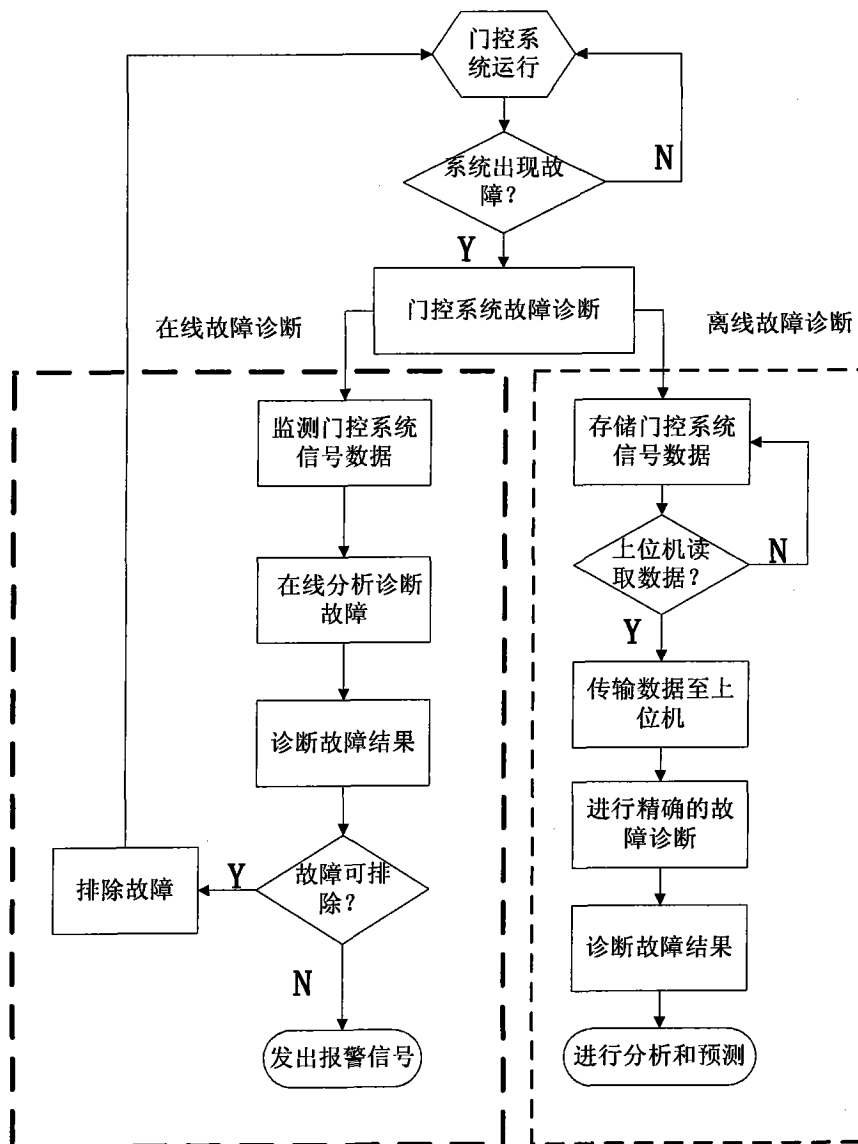 门控系
统运行
系统出现故
障？
N
Y
门控系统故障诊断
在线故障诊断
离线故障诊断
监测门控系统
信号数据
在线分析诊断
故障
诊断故障结果
故障可排
除？
Y
排除故障
N
发出报警信号
存储门控系统
信号数据
上位机读
取数据？
N
Y
传输数据至上
位机
进行精确的故
障诊断
诊断故障结果
进行分析和预测